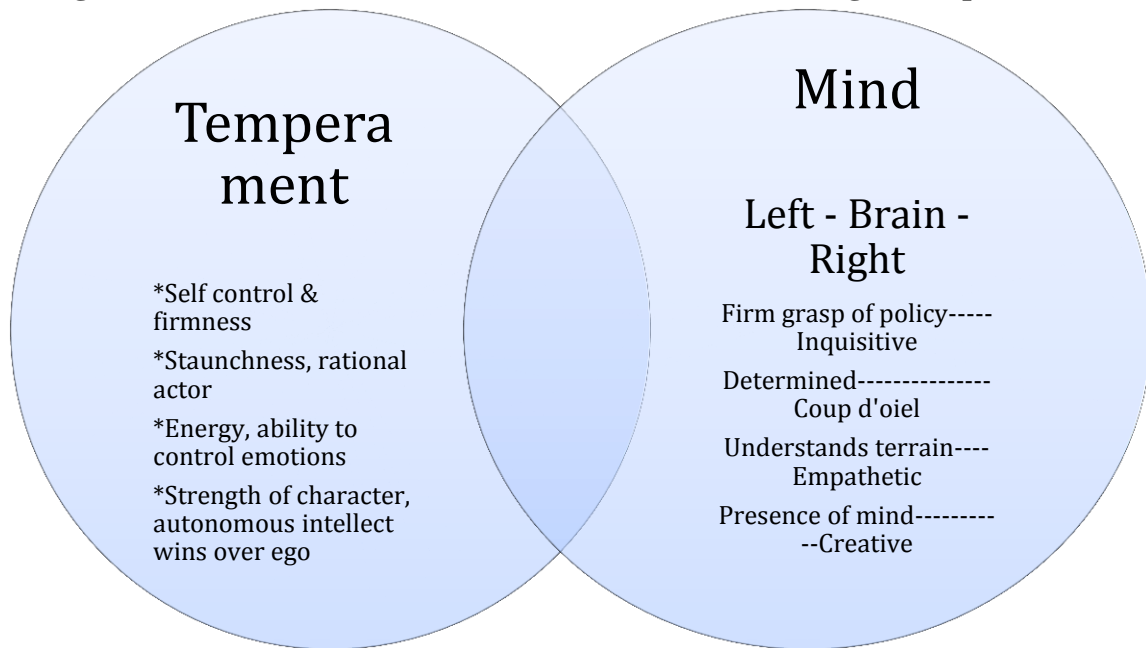 Tempera
ment
*Self control &
firmness
*Staunchness, rational
actor
*Energy, ability to
control emotions
*Strength of character,
autonomous intellect
wins over ego
Mind
Left - Brain -
Right
Firm grasp of policy-----
Inquisitive
Determined---------------
Coup d'oiel
Understands terrain----
Empathetic
Presence of mind---------
--Creative